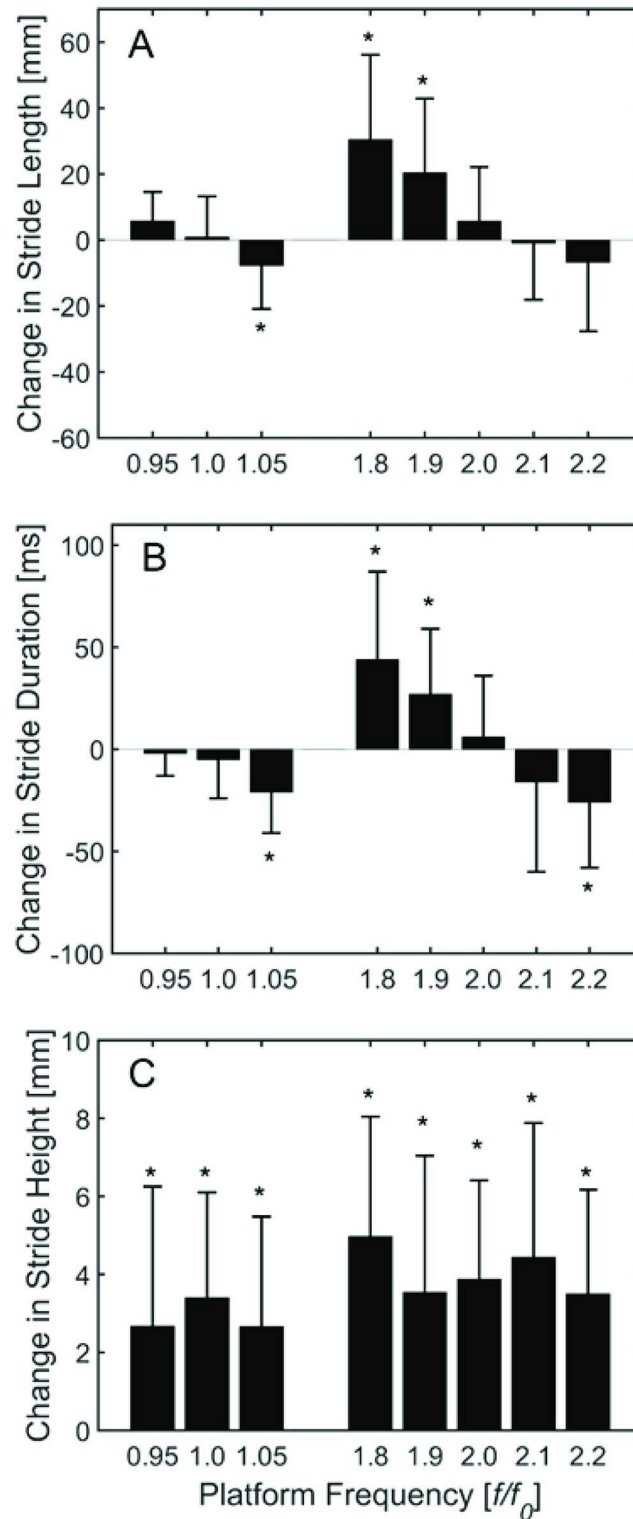 A
Change in Stride Length [mm]
60
40
20
0
-20
-40
-60
* * *
0.95 1.0 1.05 1.8 1.9 2.0 2.1 2.2
B
Change in Stride Duration [ms]
100
50
0
-50
-100
* * * *
0.95 1.0 1.05 1.8 1.9 2.0 2.1 2.2
C
Change in Stride Height [mm]
10
8
6
4
2
0
* * * * * * * *
0.95 1.0 1.05 1.8 1.9 2.0 2.1 2.2
Platform Frequency [f/f0]